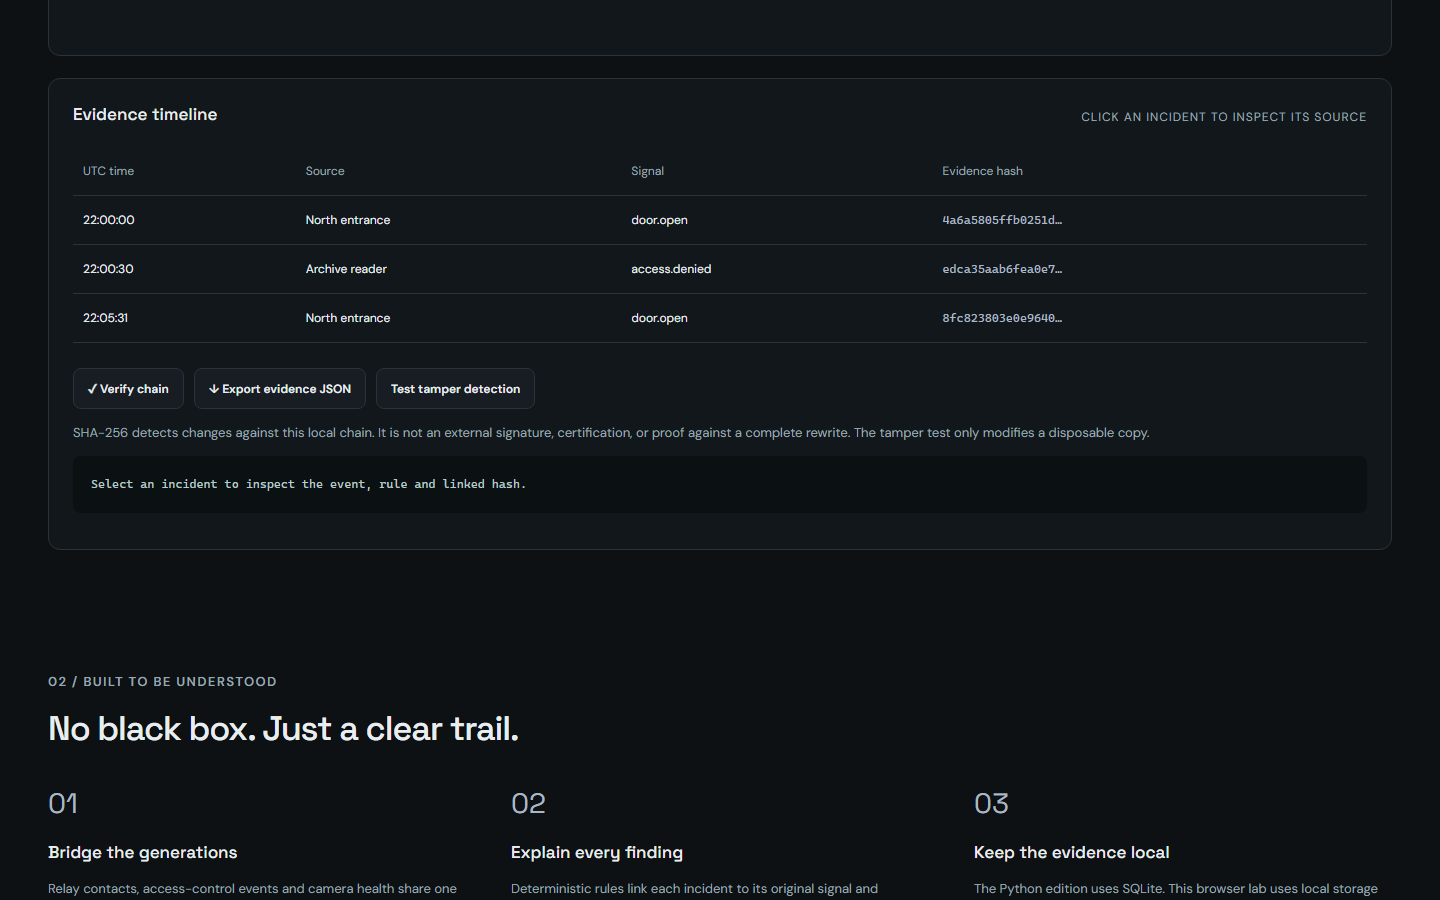 Evidence timeline
CLICK AN INCIDENT TO INSPECT ITS SOURCE
UTC time Source Signal Evidence hash
22:00:00 North entrance door.open 4a6a5805ffb0251d…
22:00:30 Archive reader access.denied edca35aab6fea0e7…
22:05:31 North entrance door.open 8fc823803e0e9640…
✓ Verify chain ↓ Export evidence JSON Test tamper detection
SHA-256 detects changes against this local chain. It is not an external signature, certification, or proof against a complete rewrite. The tamper test only modifies a disposable copy.
Select an incident to inspect the event, rule and linked hash.
02 / BUILT TO BE UNDERSTOOD
No black box. Just a clear trail.
01
Bridge the generations
Relay contacts, access-control events and camera health share one
02
Explain every finding
Deterministic rules link each incident to its original signal and
03
Keep the evidence local
The Python edition uses SQLite. This browser lab uses local storage